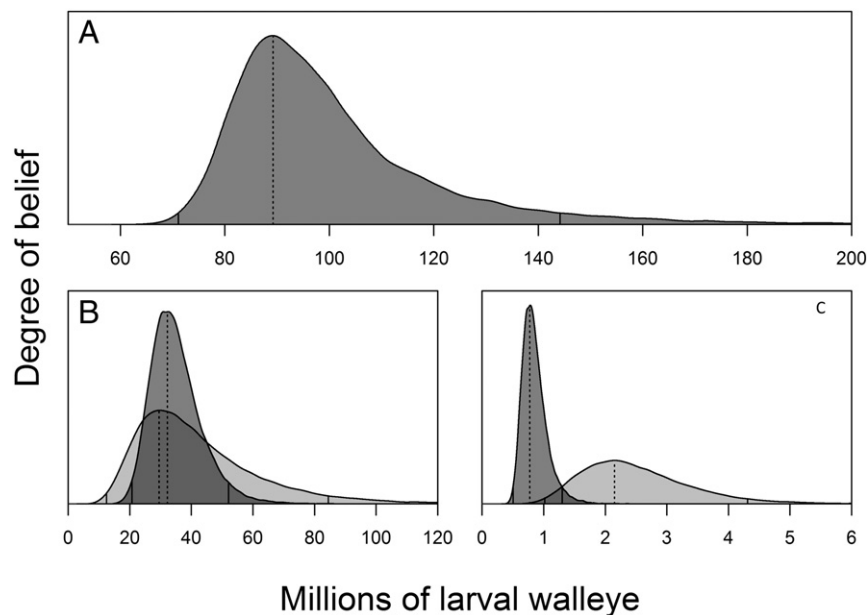 A
Degree of belief
60 80 100 120 140 160 180 200
B
C
0 20 40 60 80 100 120
0 1 2 3 4 5 6
Millions of larval walleye